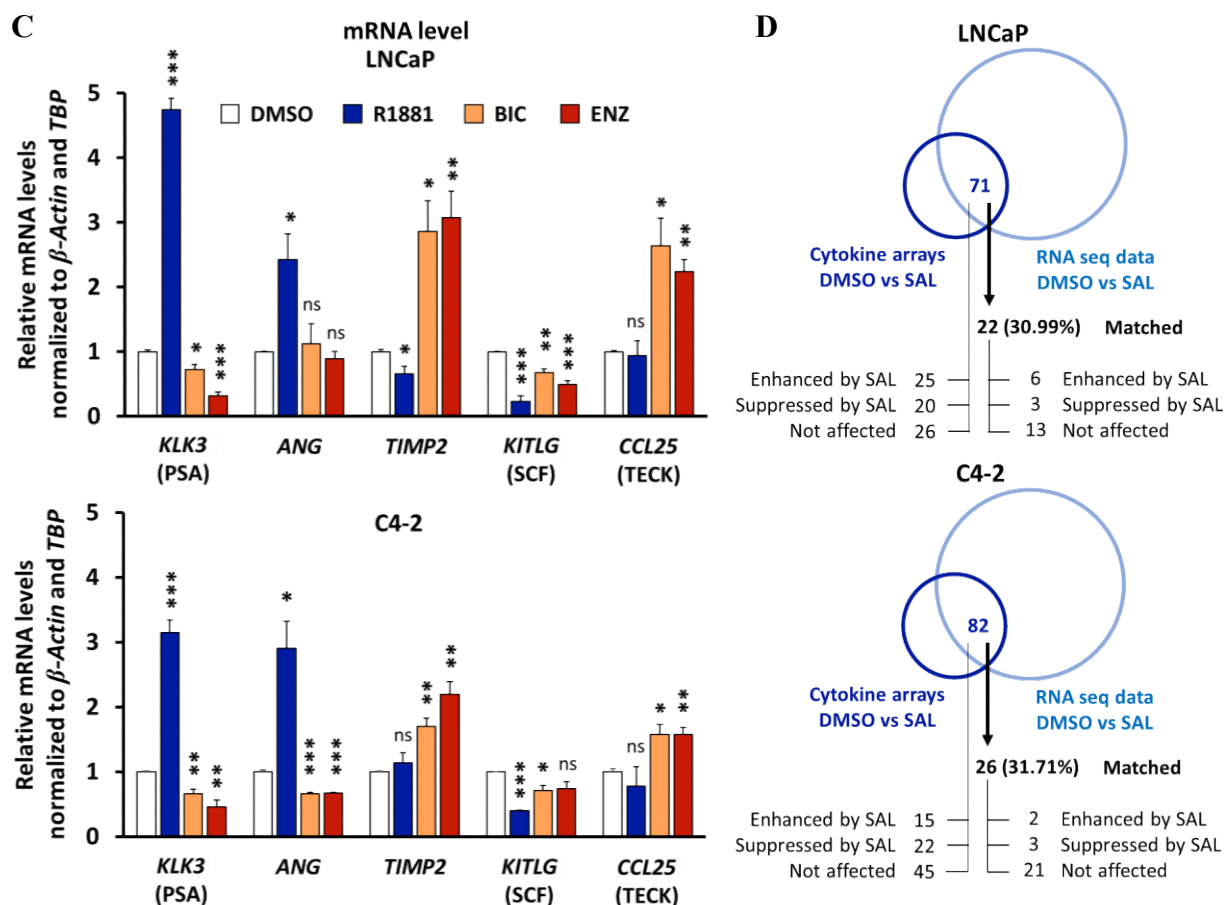 C
mRNA level
LNCaP
Relative mRNA levels
normalized to β-Actin and TBP
5
4
3
2
1
0
DMSO R1881 BIC ENZ
*** * ***
* ns ns
* * **
*** ** ***
ns * **
KLK3 ANG TIMP2 KITLG CCL25
(PSA) (SCF) (TECK)
C4-2
Relative mRNA levels
normalized to β-Actin and TBP
5
4
3
2
1
0
*** ** **
* *** ***
ns ** **
*** * ns
ns * **
KLK3 ANG TIMP2 KITLG CCL25
(PSA) (SCF) (TECK)
D
LNCaP
71
Cytokine arrays
DMSO vs SAL
RNA seq data
DMSO vs SAL
22 (30.99%) Matched
Enhanced by SAL 25 6 Enhanced by SAL
Suppressed by SAL 20 3 Suppressed by SAL
Not affected 26 13 Not affected
C4-2
82
Cytokine arrays
DMSO vs SAL
RNA seq data
DMSO vs SAL
26 (31.71%) Matched
Enhanced by SAL 15 2 Enhanced by SAL
Suppressed by SAL 22 3 Suppressed by SAL
Not affected 45 21 Not affected